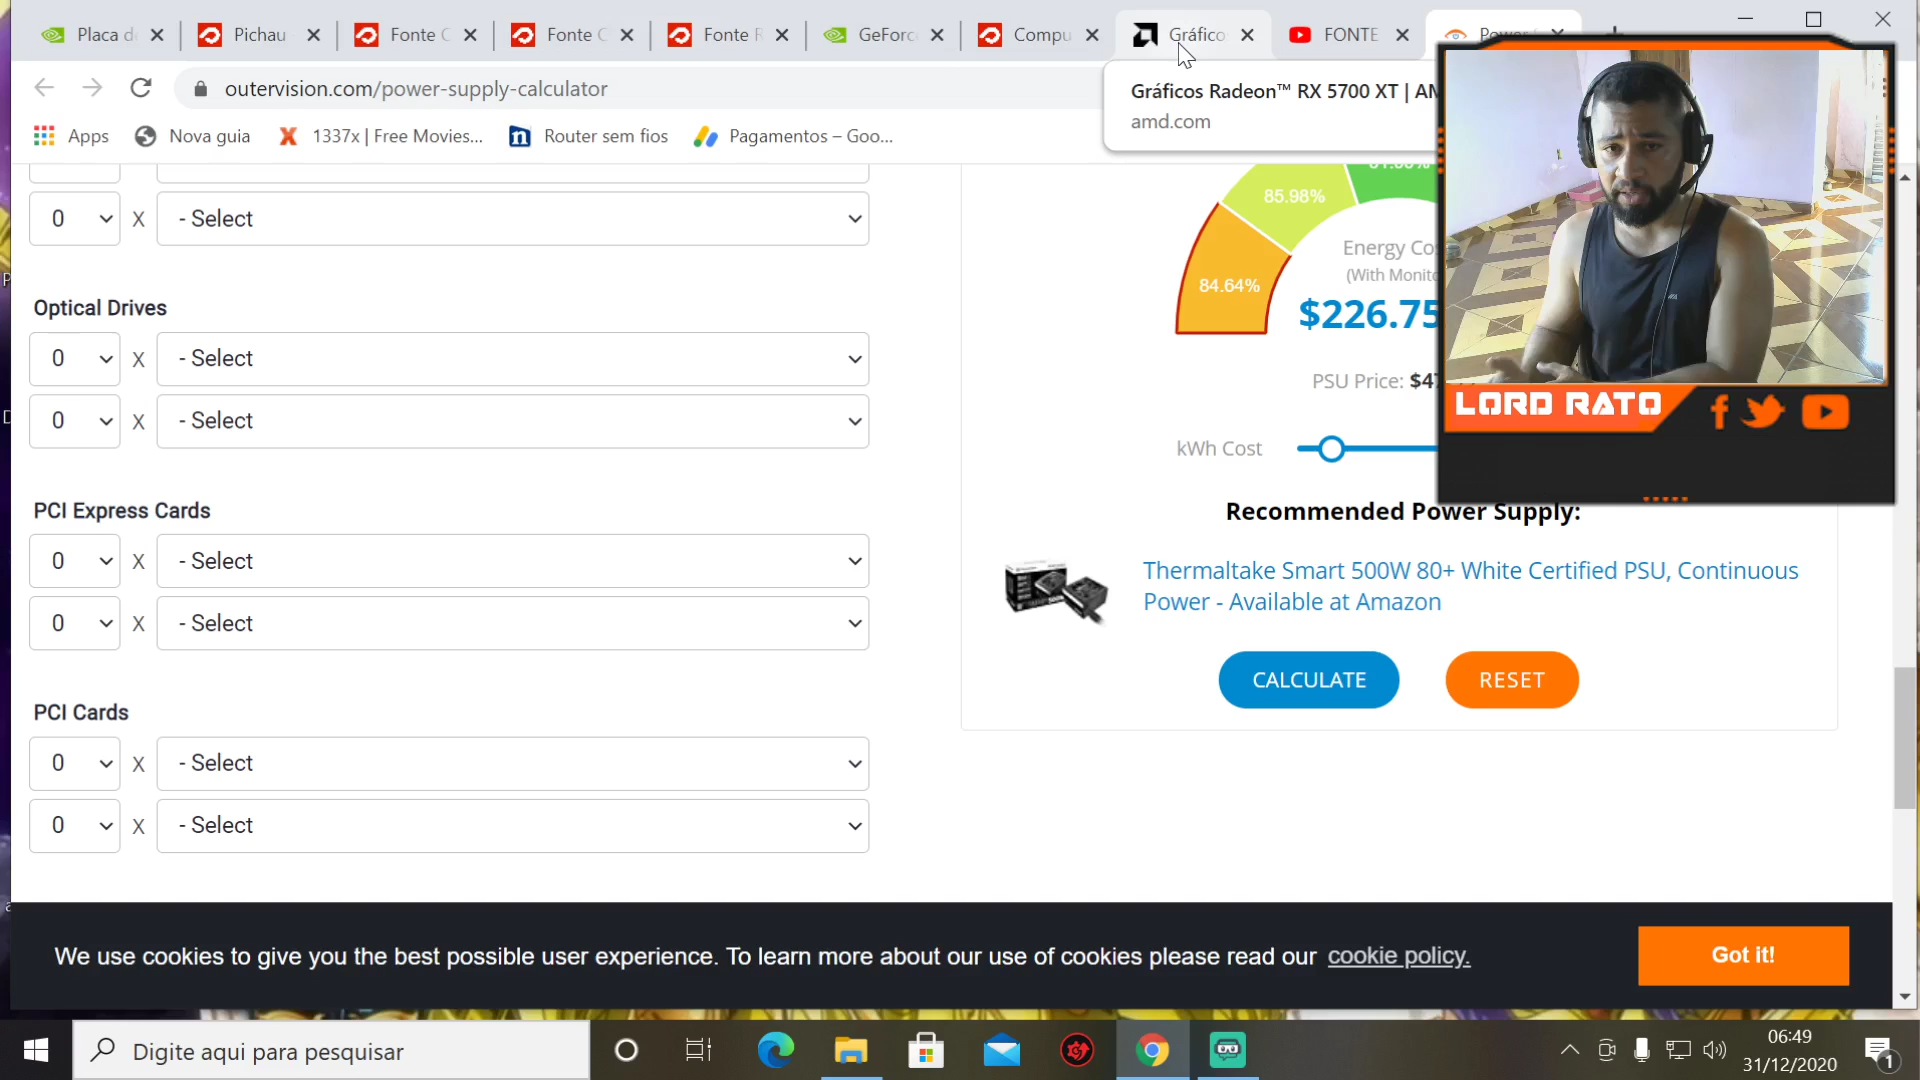 Placa d
Pichau
Fonte C
Fonte C
Fonte R
GeForc
Compu
Gráfico
FONTE
Power
outervision.com/power-supply-calculator
Gráficos Radeon™ RX 5700 XT | AM
amd.com
Apps
Nova guia
1337x | Free Movies...
Router sem fios
Pagamentos – Goo...
0 X - Select
85.98%
84.64%
Energy Cos
(With Monito
$226.75
PSU Price: $47
kWh Cost
LORD RATO
Optical Drives
0 X - Select
0 X - Select
PCI Express Cards
0 X - Select
0 X - Select
Recommended Power Supply:
Thermaltake Smart 500W 80+ White Certified PSU, Continuous
Power - Available at Amazon
CALCULATE
RESET
PCI Cards
0 X - Select
0 X - Select
We use cookies to give you the best possible user experience. To learn more about our use of cookies please read our cookie policy.
Got it!
Digite aqui para pesquisar
06:49
31/12/2020
1